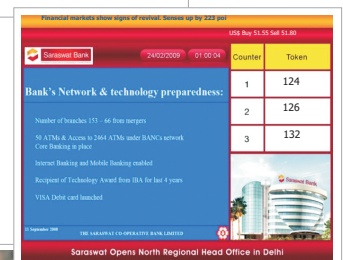 Financial markets show signs of revival. Sensex up by 223 poi
US$ Buy 51.55 Sell 51.80
Saraswat Bank
24/02/2009
01:00:04
Counter
Token
1
124
2
126
3
132
Bank's Network & technology preparedness:
Number of branches 153 – 66 from mergers
50 ATMs & Access to 2464 ATMs under BANCs network
Core Banking in place
Internet Banking and Mobile Banking enabled
Recipient of Technology Award from IBA for last 4 years
VISA Debit card launched
THE SARASWAT CO-OPERATIVE BANK LIMITED
Saraswat Bank
Saraswat Opens North Regional Head Office in Delhi